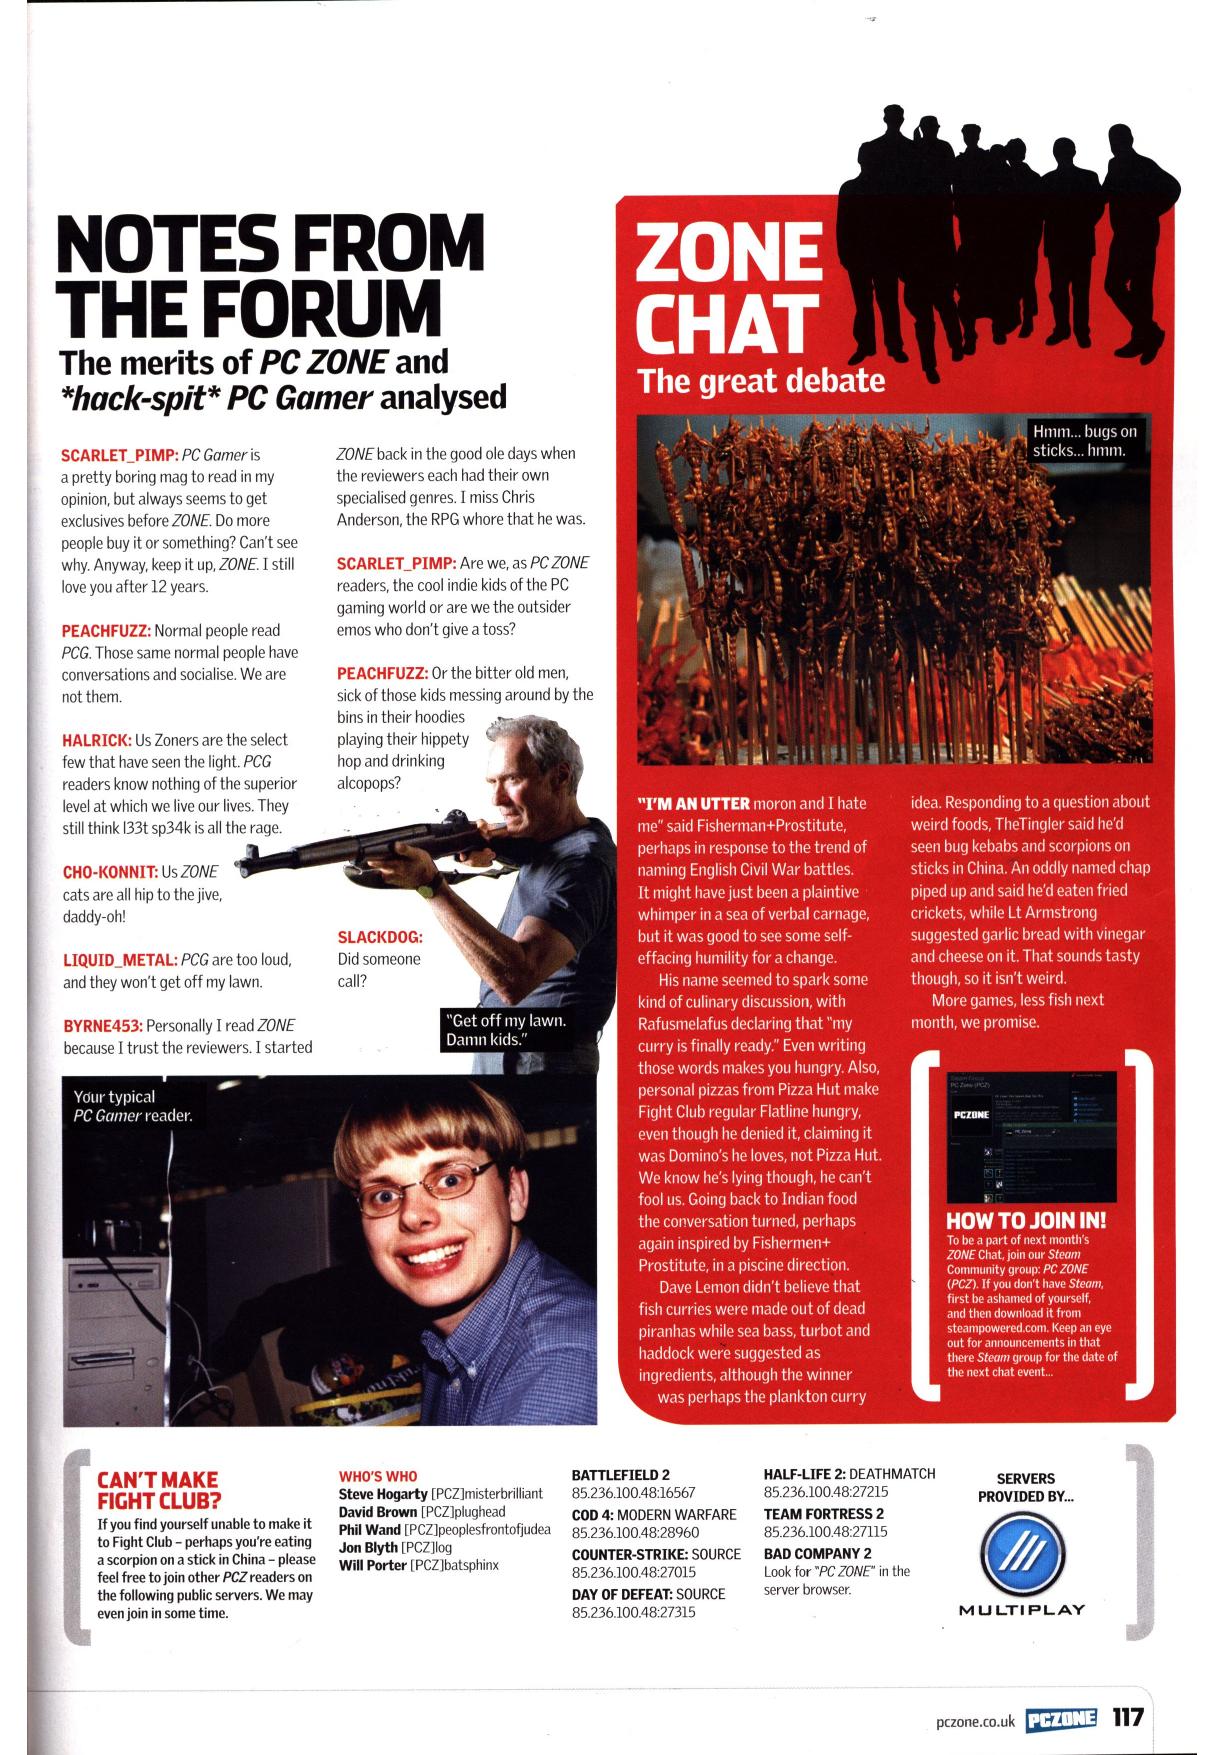 NOTES FROM
THE FORUM
The merits of PC ZONE and
*hack-spit* PC Gamer analysed
SCARLET_PIMP: PC Gamer is
a pretty boring mag to read in my
opinion, but always seems to get
exclusives before ZONE. Do more
people buy it or something? Can't see
why. Anyway, keep it up, ZONE. I still
love you after 12 years.
PEACHFUZZ: Normal people read
PCG. Those same normal people have
conversations and socialise. We are
not them.
HALRICK: Us Zoners are the select
few that have seen the light. PCG
readers know nothing of the superior
level at which we live our lives. They
still think l33t sp34k is all the rage.
CHO-KONNIT: Us ZONE
cats are all hip to the jive,
daddy-oh!
LIQUID_METAL: PCG are too loud,
and they won't get off my lawn.
BYRNE453: Personally I read ZONE
because I trust the reviewers. I started
ZONE back in the good ole days when
the reviewers each had their own
specialised genres. I miss Chris
Anderson, the RPG whore that he was.
SCARLET_PIMP: Are we, as PC ZONE
readers, the cool indie kids of the PC
gaming world or are we the outsider
emos who don't give a toss?
PEACHFUZZ: Or the bitter old men,
sick of those kids messing around by the
bins in their hoodies
playing their hippety
hop and drinking
alcopops?
SLACKDOG:
Did someone
call?
"Get off my lawn.
Damn kids."
Your typical
PC Gamer reader.
ZONE
CHAT
The great debate
Hmm... bugs on
sticks... hmm.
"I'M AN UTTER moron and I hate
me" said Fisherman+Prostitute,
perhaps in response to the trend of
naming English Civil War battles.
It might have just been a plaintive
whimper in a sea of verbal carnage,
but it was good to see some self-
effacing humility for a change.
His name seemed to spark some
kind of culinary discussion, with
Rafusmelafus declaring that "my
curry is finally ready." Even writing
those words makes you hungry. Also,
personal pizzas from Pizza Hut make
Fight Club regular Flatline hungry,
even though he denied it, claiming it
was Domino's he loves, not Pizza Hut.
We know he's lying though, he can't
fool us. Going back to Indian food
the conversation turned, perhaps
again inspired by Fishermen+
Prostitute, in a piscine direction.
Dave Lemon didn't believe that
fish curries were made out of dead
piranhas while sea bass, turbot and
haddock were suggested as
ingredients, although the winner
was perhaps the plankton curry
idea. Responding to a question about
weird foods, TheTingler said he'd
seen bug kebabs and scorpions on
sticks in China. An oddly named chap
piped up and said he'd eaten fried
crickets, while Lt Armstrong
suggested garlic bread with vinegar
and cheese on it. That sounds tasty
though, so it isn't weird.
More games, less fish next
month, we promise.
PC Zone (PCZ)
PCZONE
HOW TO JOIN IN!
To be a part of next month's
ZONE Chat, join our Steam
Community group: PC ZONE
(PCZ). If you don't have Steam,
first be ashamed of yourself,
and then download it from
steampowered.com. Keep an eye
out for announcements in that
there Steam group for the date of
the next chat event...
CAN'T MAKE
FIGHT CLUB?
If you find yourself unable to make it
to Fight Club – perhaps you're eating
a scorpion on a stick in China – please
feel free to join other PCZ readers on
the following public servers. We may
even join in some time.
WHO'S WHO
Steve Hogarty [PCZ]misterbrilliant
David Brown [PCZ]plughead
Phil Wand [PCZ]peoplesfrontofjudea
Jon Blyth [PCZ]log
Will Porter [PCZ]batsphinx
BATTLEFIELD 2
85.236.100.48:16567
COD 4: MODERN WARFARE
85.236.100.48:28960
COUNTER-STRIKE: SOURCE
85.236.100.48:27015
DAY OF DEFEAT: SOURCE
85.236.100.48:27315
HALF-LIFE 2: DEATHMATCH
85.236.100.48:27215
TEAM FORTRESS 2
85.236.100.48:27115
BAD COMPANY 2
Look for "PC ZONE" in the
server browser.
SERVERS
PROVIDED BY...
MULTIPLAY
pczone.co.uk PCZONE 117